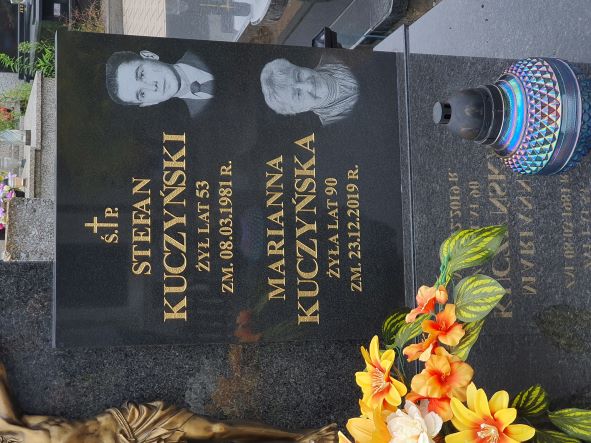 Ś.†P.
STEFAN
KUCZYŃSKI
ŻYŁ LAT 53
ZM. 08.03.1981 R.
MARIANNA
KUCZYŃSKA
ŻYŁA LAT 90
ZM. 23.12.2019 R.